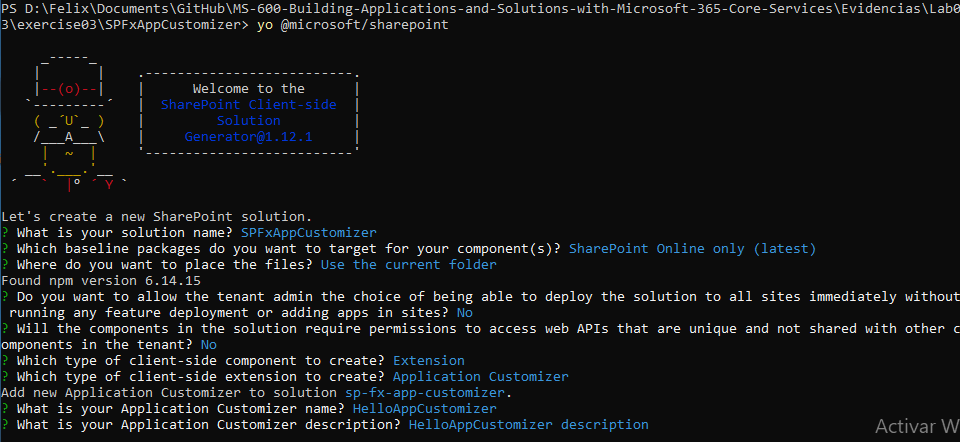 PS D:\Felix\Documents\GitHub\MS-600-Building-Applications-and-Solutions-with-Microsoft-365-Core-Services\Evidencias\Lab0
3\exercise03\SPFxAppCustomizer> yo @microsoft/sharepoint
Welcome to the
SharePoint Client-side
Solution
Generator@1.12.1
Let's create a new SharePoint solution.
? What is your solution name? SPFxAppCustomizer
? Which baseline packages do you want to target for your component(s)? SharePoint Online only (latest)
? Where do you want to place the files? Use the current folder
Found npm version 6.14.15
? Do you want to allow the tenant admin the choice of being able to deploy the solution to all sites immediately without
running any feature deployment or adding apps in sites? No
? Will the components in the solution require permissions to access web APIs that are unique and not shared with other c
omponents in the tenant? No
? Which type of client-side component to create? Extension
? Which type of client-side extension to create? Application Customizer
Add new Application Customizer to solution sp-fx-app-customizer.
? What is your Application Customizer name? HelloAppCustomizer
? What is your Application Customizer description? HelloAppCustomizer description
Activar W